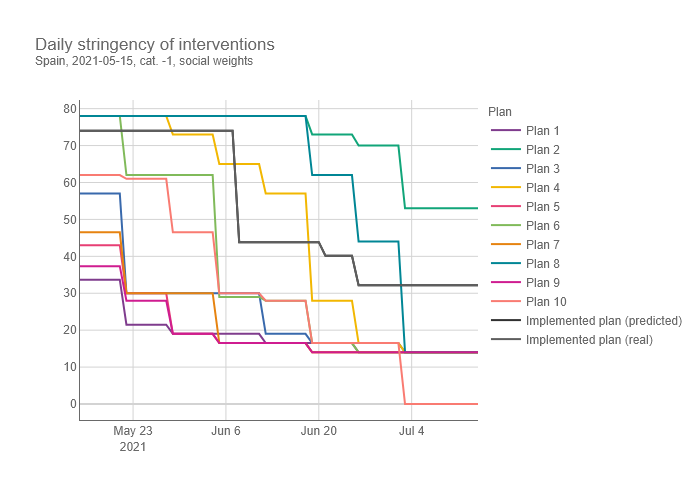 Daily stringency of interventions
Spain, 2021-05-15, cat. -1, social weights
80
70
60
50
40
30
20
10
0
May 23
2021
Jun 6
Jun 20
Jul 4
Plan
Plan 1
Plan 2
Plan 3
Plan 4
Plan 5
Plan 6
Plan 7
Plan 8
Plan 9
Plan 10
Implemented plan (predicted)
Implemented plan (real)